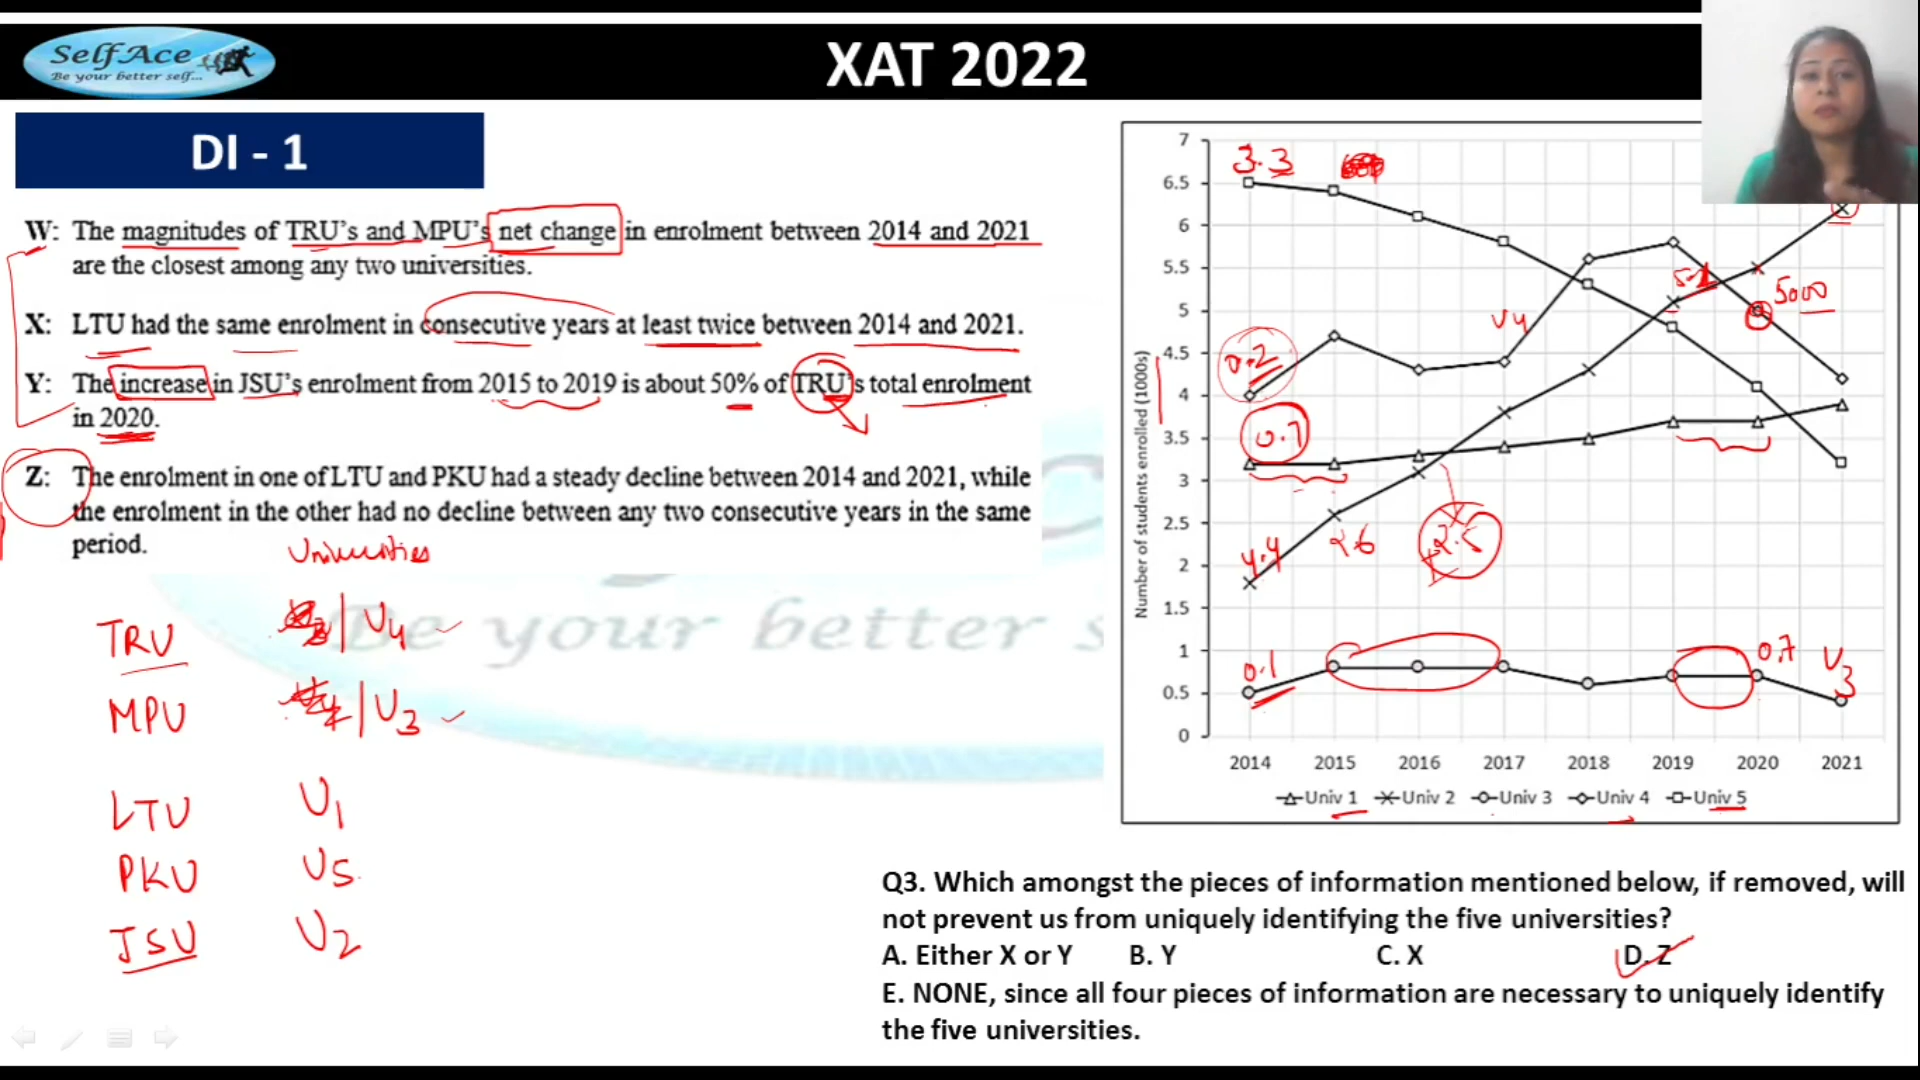 SelfAce
Be your better self...
XAT 2022
DI - 1
W: The magnitudes of TRU's and MPU's net change in enrolment between 2014 and 2021
are the closest among any two universities.
X: LTU had the same enrolment in consecutive years at least twice between 2014 and 2021.
Y: The increase in JSU's enrolment from 2015 to 2019 is about 50% of TRU's total enrolment
in 2020.
Z: The enrolment in one of LTU and PKU had a steady decline between 2014 and 2021, while
the enrolment in the other had no decline between any two consecutive years in the same
period.
Universities
TRU U4
MPU U3
LTU U1
PKU U5
JSU U2
Be your better s
Number of students enrolled (1000s)
7
6.5
6
5.5
5
4.5
4
3.5
3
2.5
2
1.5
1
0.5
0
3.3
0.2
0.7
4.4
2.6
2.5
U4
5.1
5000
0.1
0.7
U3
2014 2015 2016 2017 2018 2019 2020 2021
Univ 1 Univ 2 Univ 3 Univ 4 Univ 5
Q3. Which amongst the pieces of information mentioned below, if removed, will
not prevent us from uniquely identifying the five universities?
A. Either X or Y B. Y C. X D. Z
E. NONE, since all four pieces of information are necessary to uniquely identify
the five universities.